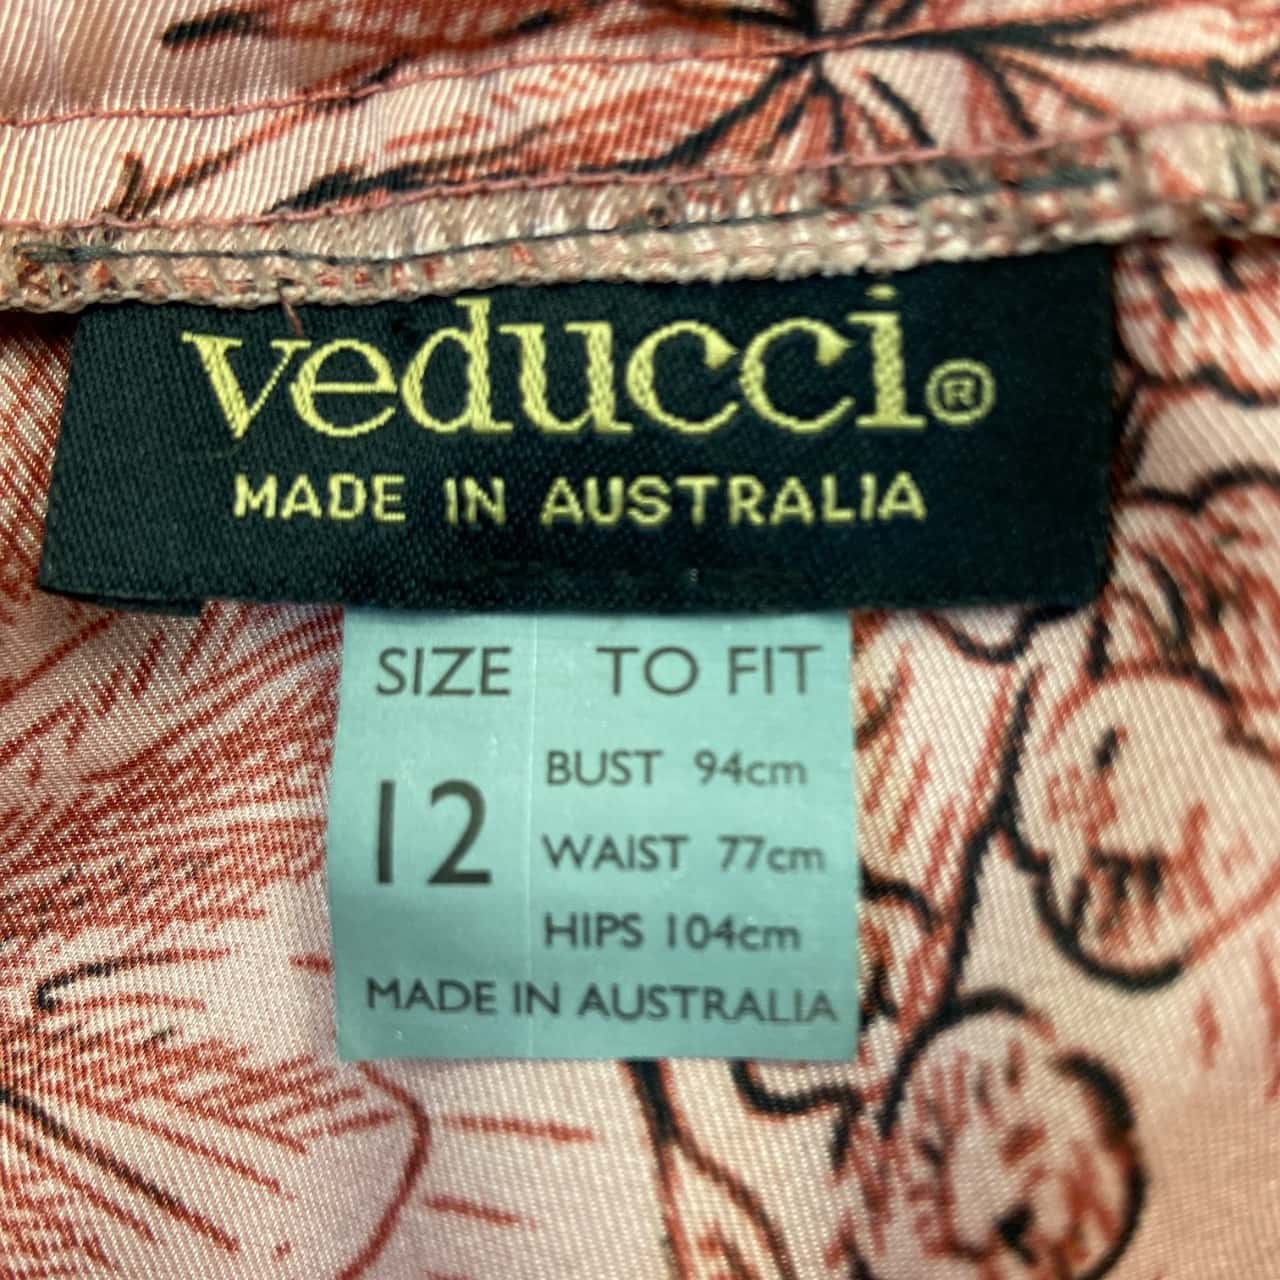 veducci®
MADE IN AUSTRALIA
SIZE TO FIT
12
BUST 94cm
WAIST 77cm
HIPS 104cm
MADE IN AUSTRALIA